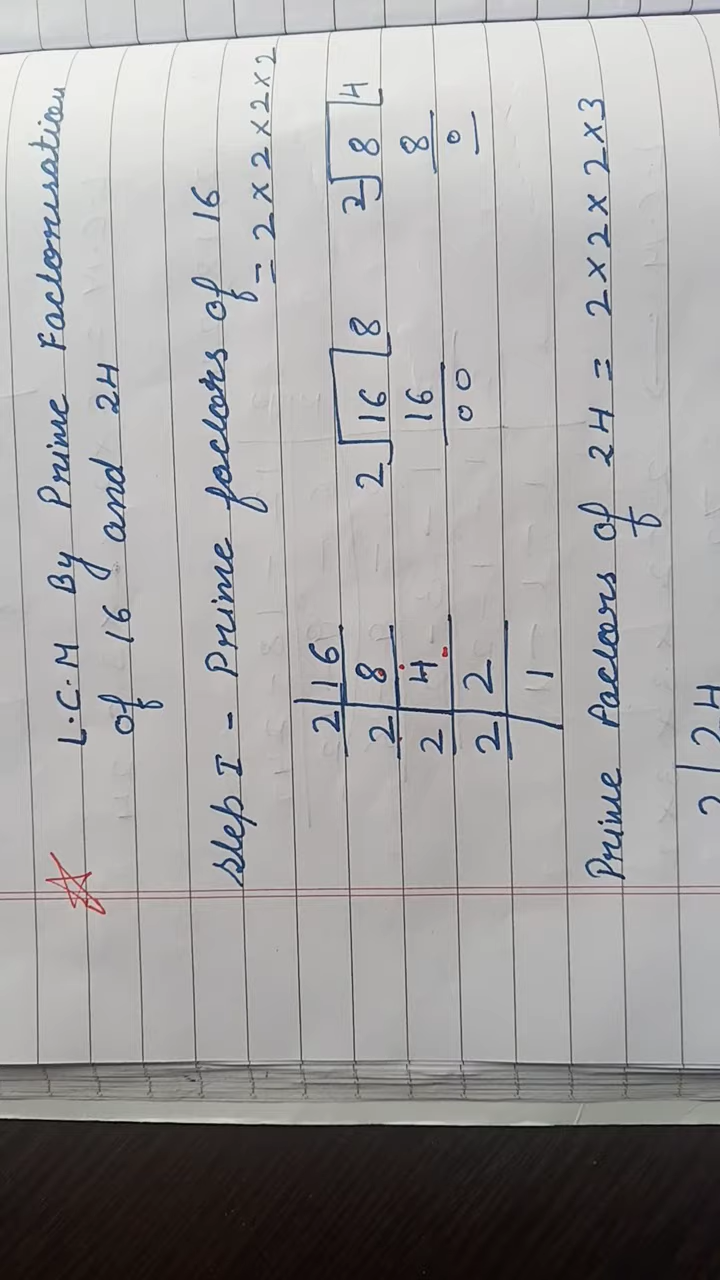 L.C.M By Prime Factorisation
of 16 and 24
Step I - Prime factors of 16
= 2 x 2 x 2 x 2
2 | 16
2 | 8
2 | 4
2 | 2
1
2 | 16 | 8
16
00
2 | 8 | 4
8
0
Prime Factors of 24 = 2 x 2 x 2 x 3
2 | 24